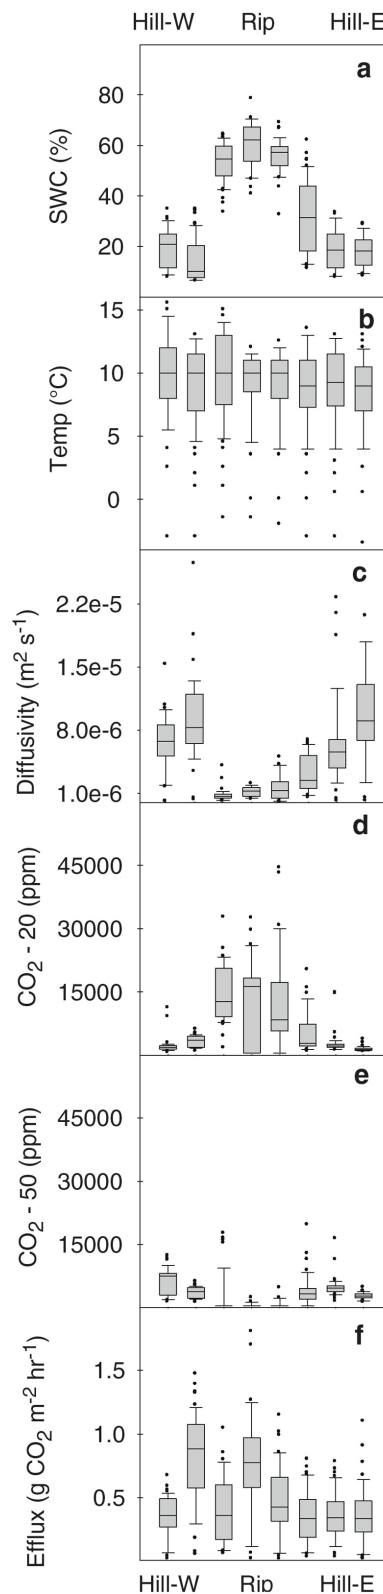 Hill-W Rip Hill-E
a
SWC (%)
80
60
40
20
b
Temp (°C)
15
10
5
0
c
Diffusivity (m² s⁻¹)
2.2e-5
1.5e-5
8.0e-6
1.0e-6
d
CO₂ - 20 (ppm)
45000
30000
15000
e
CO₂ - 50 (ppm)
45000
30000
15000
f
Efflux (g CO₂ m⁻² hr⁻¹)
1.5
1.0
0.5
Hill-W Rip Hill-E